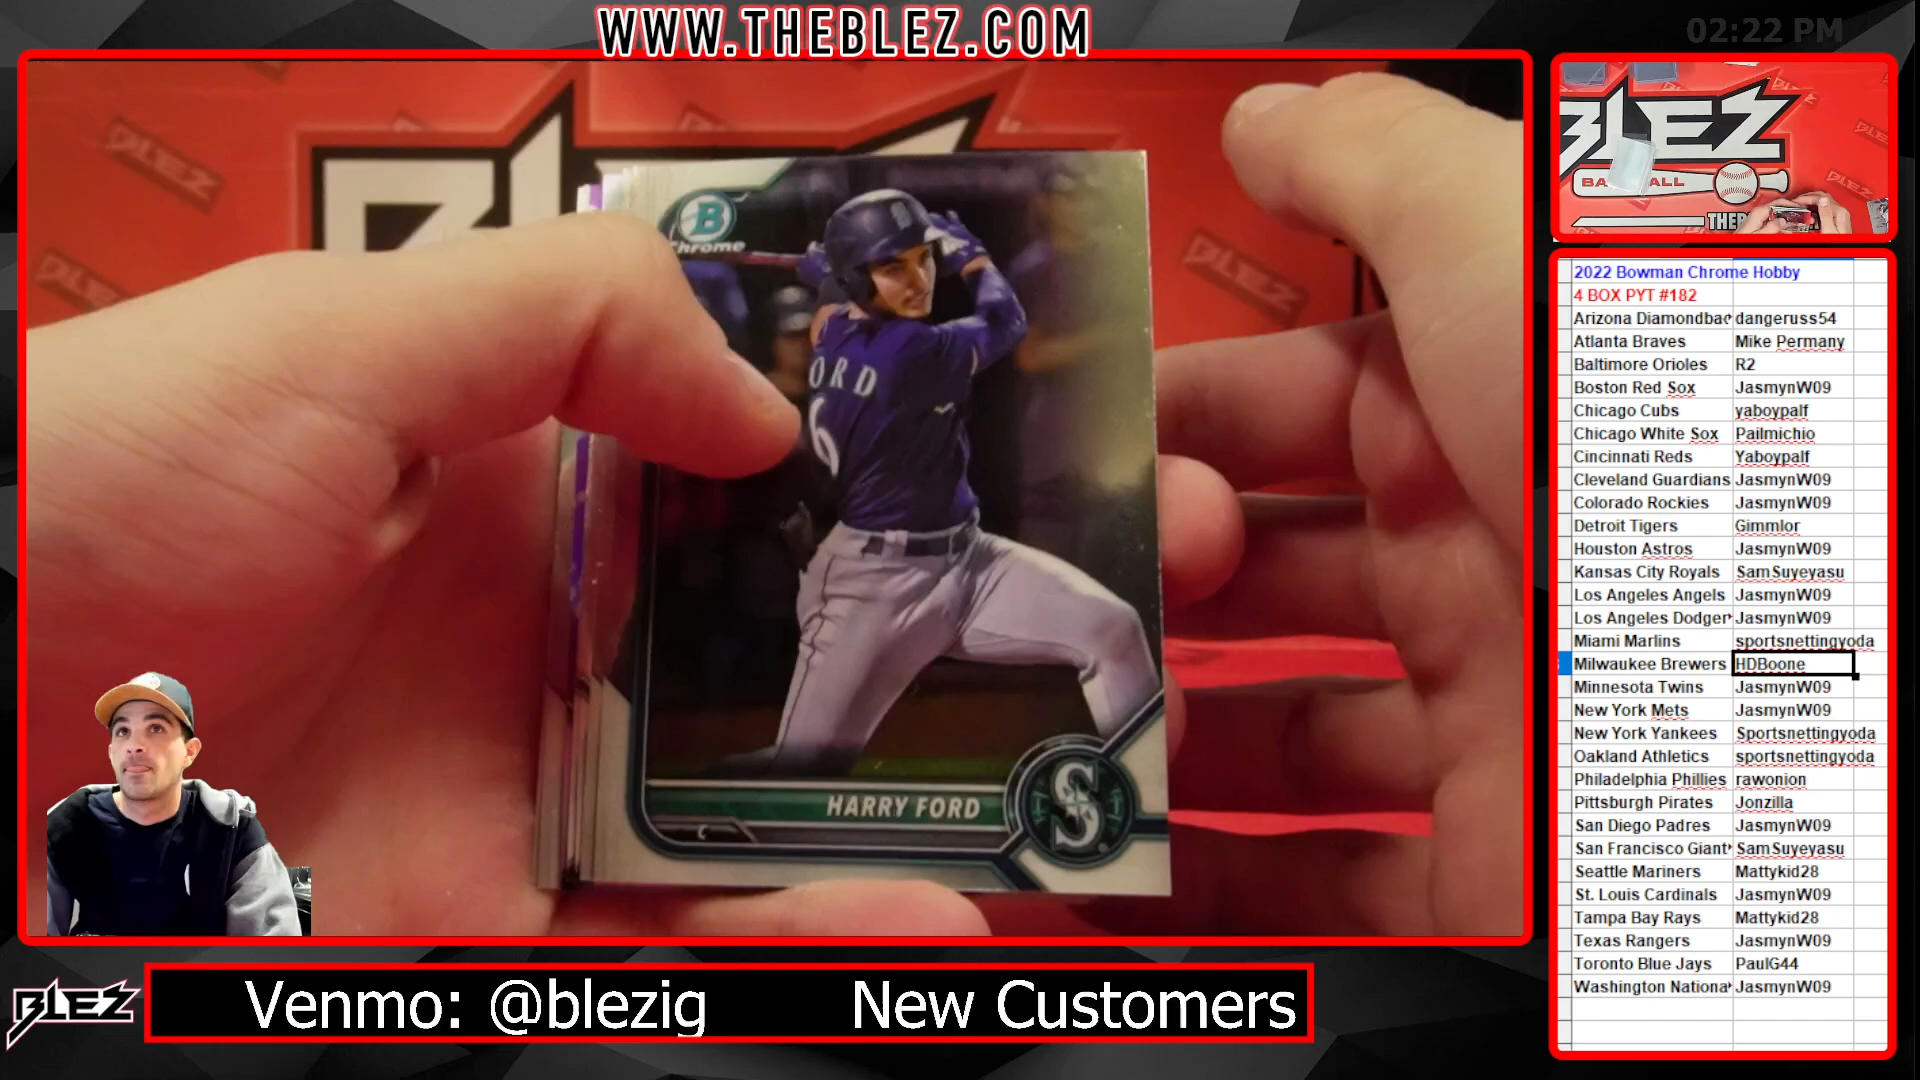 WWW.THEBLEZ.COM
02:22 PM
BLEZ
BLEZ
BLEZ
B
Chrome
ORD
6
HARRY FORD
C
S
BLEZ
THE
2022 Bowman Chrome Hobby
4 BOX PYT #182
Arizona Diamondbac dangeruss54
Atlanta Braves Mike Permany
Baltimore Orioles R2
Boston Red Sox JasmynW09
Chicago Cubs yaboypalf
Chicago White Sox Pailmichio
Cincinnati Reds Yaboypalf
Cleveland Guardians JasmynW09
Colorado Rockies JasmynW09
Detroit Tigers Gimmlor
Houston Astros JasmynW09
Kansas City Royals SamSuyeyasu
Los Angeles Angels JasmynW09
Los Angeles Dodger JasmynW09
Miami Marlins sportsnettingyoda
Milwaukee Brewers HDBoone
Minnesota Twins JasmynW09
New York Mets JasmynW09
New York Yankees Sportsnettingyoda
Oakland Athletics sportsnettingyoda
Philadelphia Phillies rawonion
Pittsburgh Pirates Jonzilla
San Diego Padres JasmynW09
San Francisco Giant SamSuyeyasu
Seattle Mariners Mattykid28
St. Louis Cardinals JasmynW09
Tampa Bay Rays Mattykid28
Texas Rangers JasmynW09
Toronto Blue Jays PaulG44
Washington Nationa JasmynW09
BLEZ
Venmo: @blezig New Customers